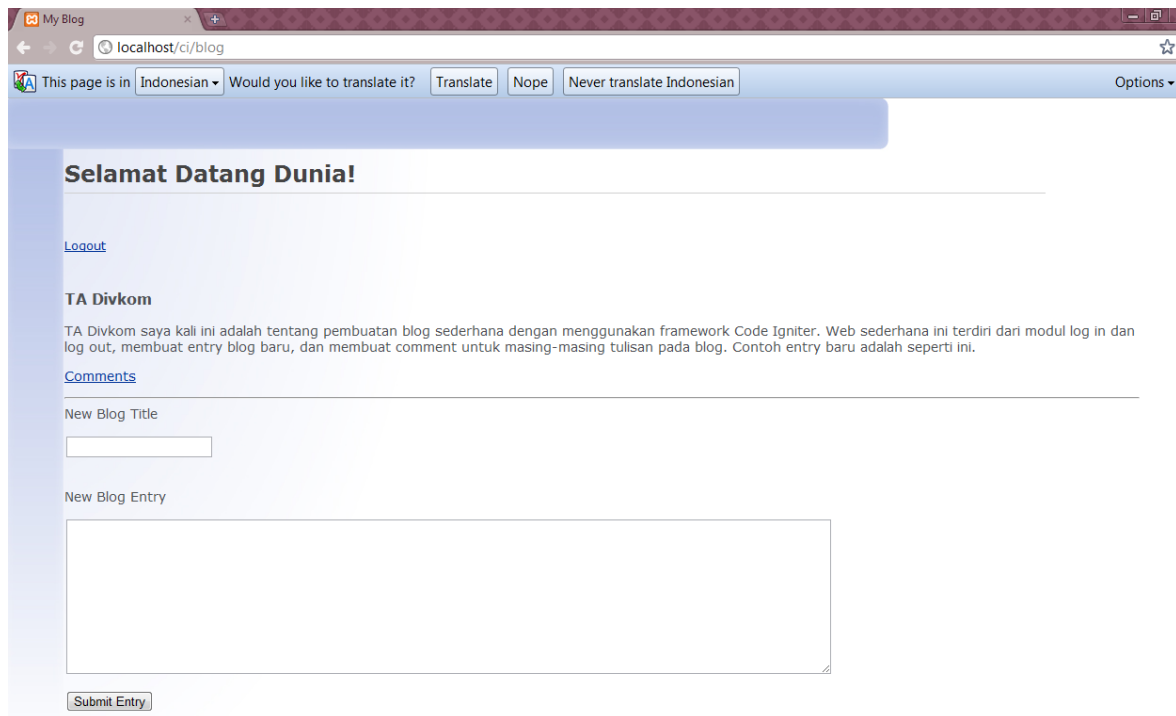 My Blog
localhost/ci/blog
This page is in Indonesian Would you like to translate it? Translate Nope Never translate Indonesian Options
Selamat Datang Dunia!
Logout
TA Divkom
TA Divkom saya kali ini adalah tentang pembuatan blog sederhana dengan menggunakan framework Code Igniter. Web sederhana ini terdiri dari modul log in dan
log out, membuat entry blog baru, dan membuat comment untuk masing-masing tulisan pada blog. Contoh entry baru adalah seperti ini.
Comments
New Blog Title
New Blog Entry
Submit Entry